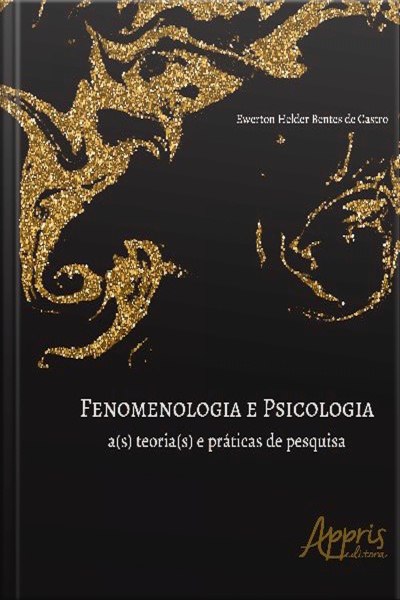 Ewerton Helder Bentes de Castro
FENOMENOLOGIA E PSICOLOGIA
a(s) teoria(s) e práticas de pesquisa
Appris
editora